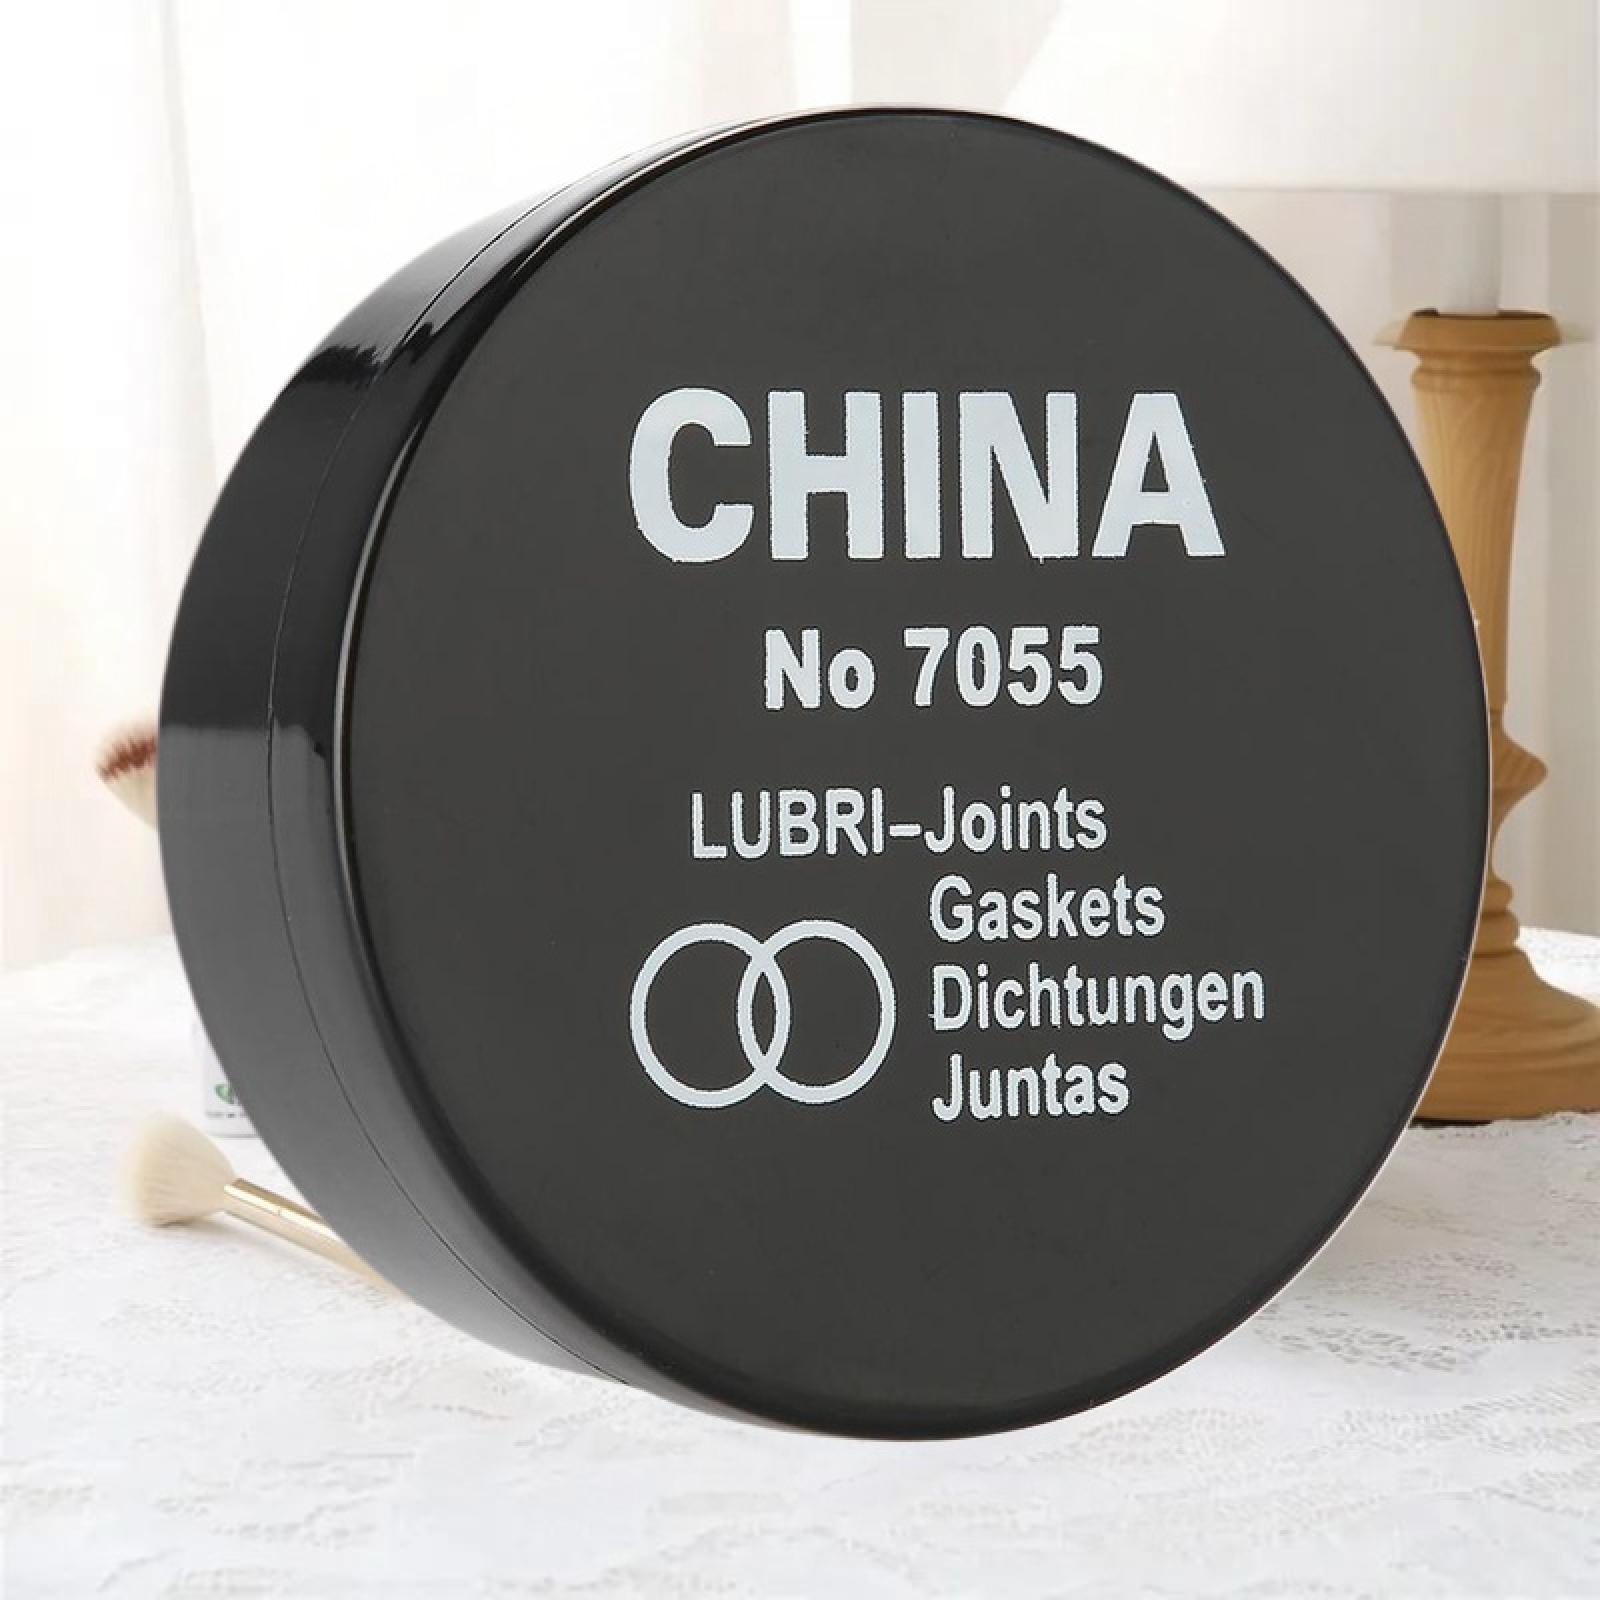 CHINA
No 7055
LUBRI-Joints
Gaskets
Dichtungen
Juntas